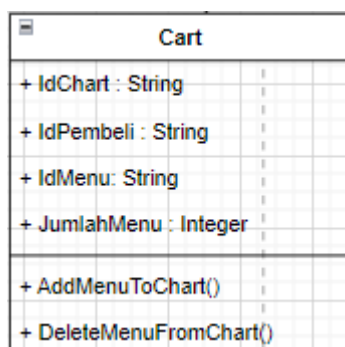 Cart
+ IdChart : String
+ IdPembeli : String
+ IdMenu: String
+ JumlahMenu : Integer
+ AddMenuToChart()
+ DeleteMenuFromChart()